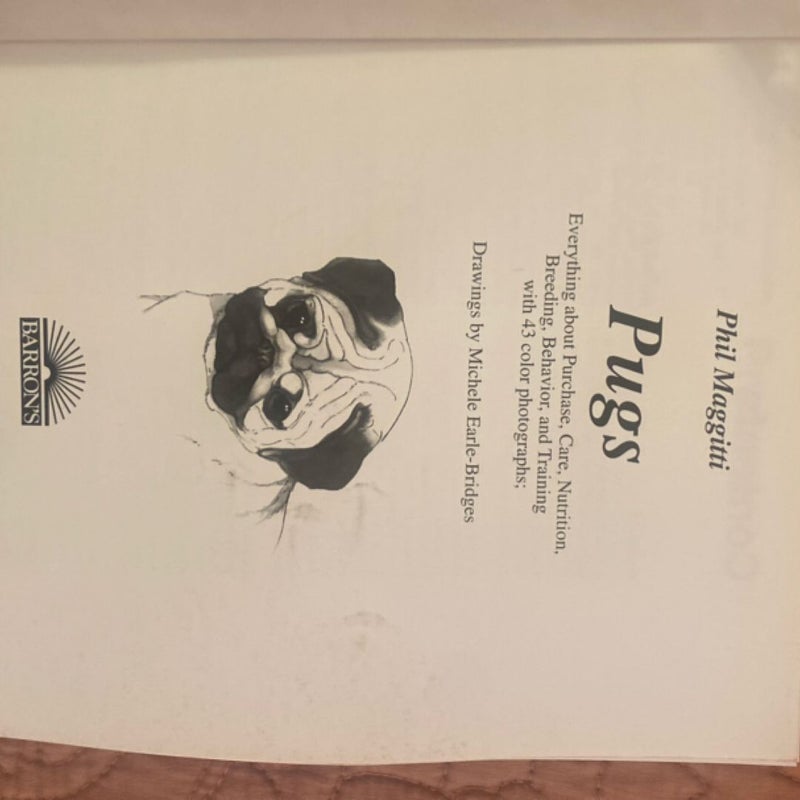 Phil Maggitti
Pugs
Everything about Purchase, Care, Nutrition,
Breeding, Behavior, and Training
with 43 color photographs;
Drawings by Michele Earle-Bridges
BARRON'S